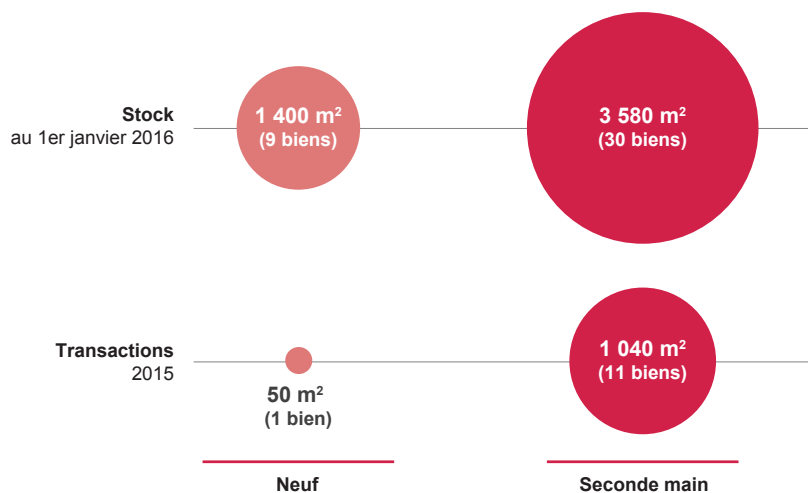 Stock
au 1er janvier 2016
1 400 m²
(9 biens)
3 580 m²
(30 biens)
Transactions
2015
50 m²
(1 bien)
1 040 m²
(11 biens)
Neuf
Seconde main